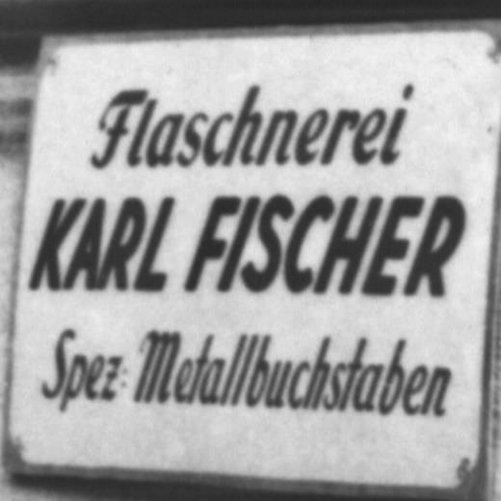 Flaschnerei
KARL FISCHER
Spez: Metallbuchstaben